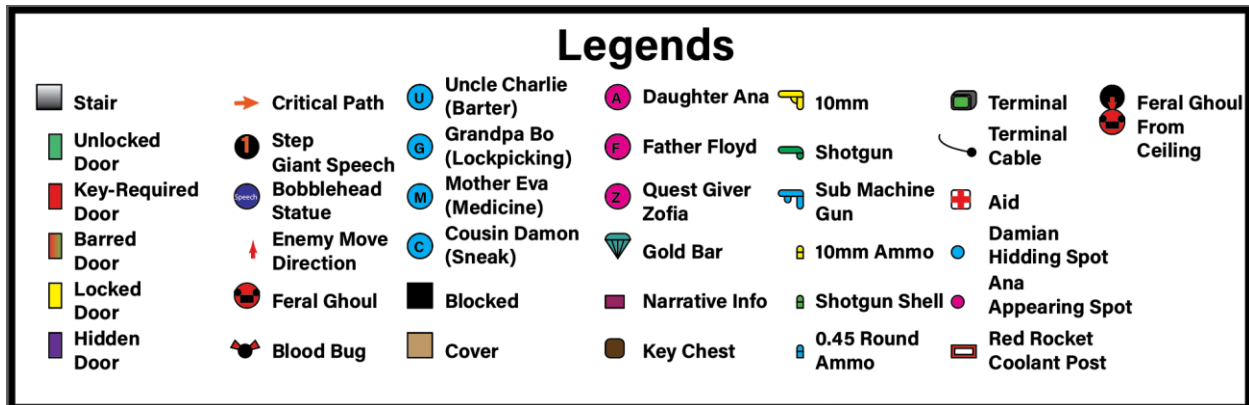 Legends
Stair
Unlocked
Door
Key-Required
Door
Barred
Door
Locked
Door
Hidden
Door
Critical Path
1
Step
Giant Speech
Speech
Bobblehead
Statue
Enemy Move
Direction
Feral Ghoul
Blood Bug
U
Uncle Charlie
(Barter)
G
Grandpa Bo
(Lockpicking)
M
Mother Eva
(Medicine)
C
Cousin Damon
(Sneak)
Blocked
Cover
A
Daughter Ana
F
Father Floyd
Z
Quest Giver
Zofia
Gold Bar
Narrative Info
Key Chest
10mm
Shotgun
Sub Machine
Gun
10mm Ammo
Shotgun Shell
0.45 Round
Ammo
Terminal
Terminal
Cable
Aid
Damian
Hidding Spot
Ana
Appearing Spot
Red Rocket
Coolant Post
Feral Ghoul
From
Ceiling